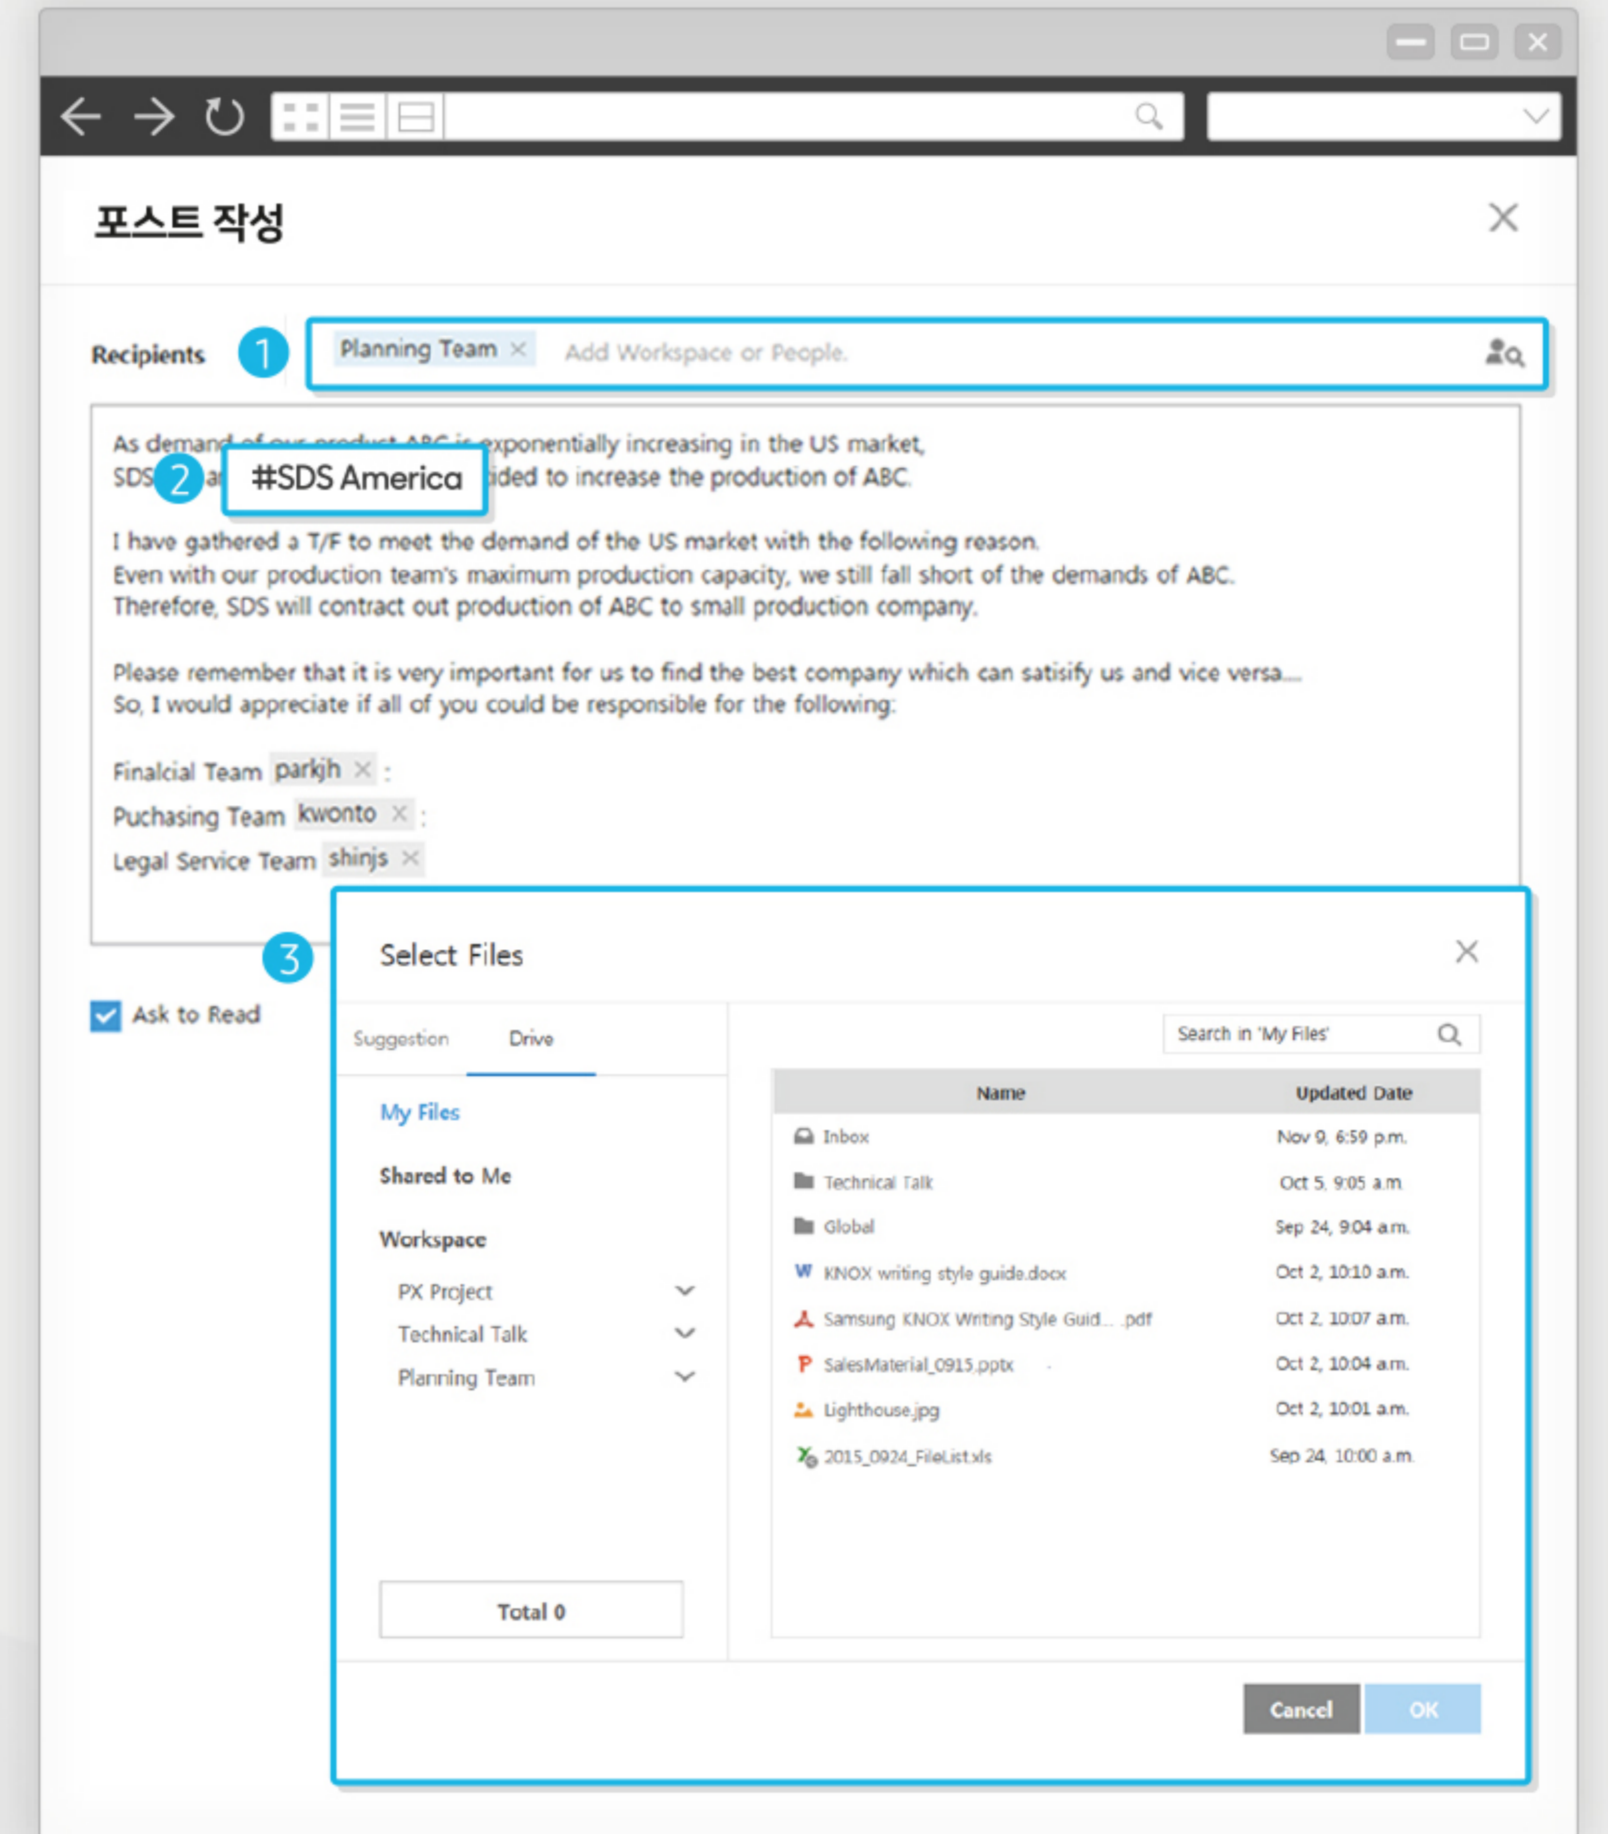 포스트 작성
Recipients
1
Planning Team
Add Workspace or People.
As demand of our product ABC is exponentially increasing in the US market,
SDS
2
#SDS America
ided to increase the production of ABC.
I have gathered a T/F to meet the demand of the US market with the following reason.
Even with our production team's maximum production capacity, we still fall short of the demands of ABC.
Therefore, SDS will contract out production of ABC to small production company.
Please remember that it is very important for us to find the best company which can satisify us and vice versa....
So, I would appreciate if all of you could be responsible for the following:
Finalcial Team parkjh :
Puchasing Team kwonto :
Legal Service Team shinjs
3
Select Files
Ask to Read
Suggestion Drive
Search in 'My Files'
My Files
Shared to Me
Workspace
PX Project
Technical Talk
Planning Team
Total 0
Name Updated Date
Inbox Nov 9, 6:59 p.m.
Technical Talk Oct 5, 9:05 a.m.
Global Sep 24, 9:04 a.m.
KNOX writing style guide.docx Oct 2, 10:10 a.m.
Samsung KNOX Writing Style Guid... .pdf Oct 2, 10:07 a.m.
SalesMaterial_0915.pptx Oct 2, 10:04 a.m.
Lighthouse.jpg Oct 2, 10:01 a.m.
2015_0924_FileList.xls Sep 24, 10:00 a.m.
Cancel OK